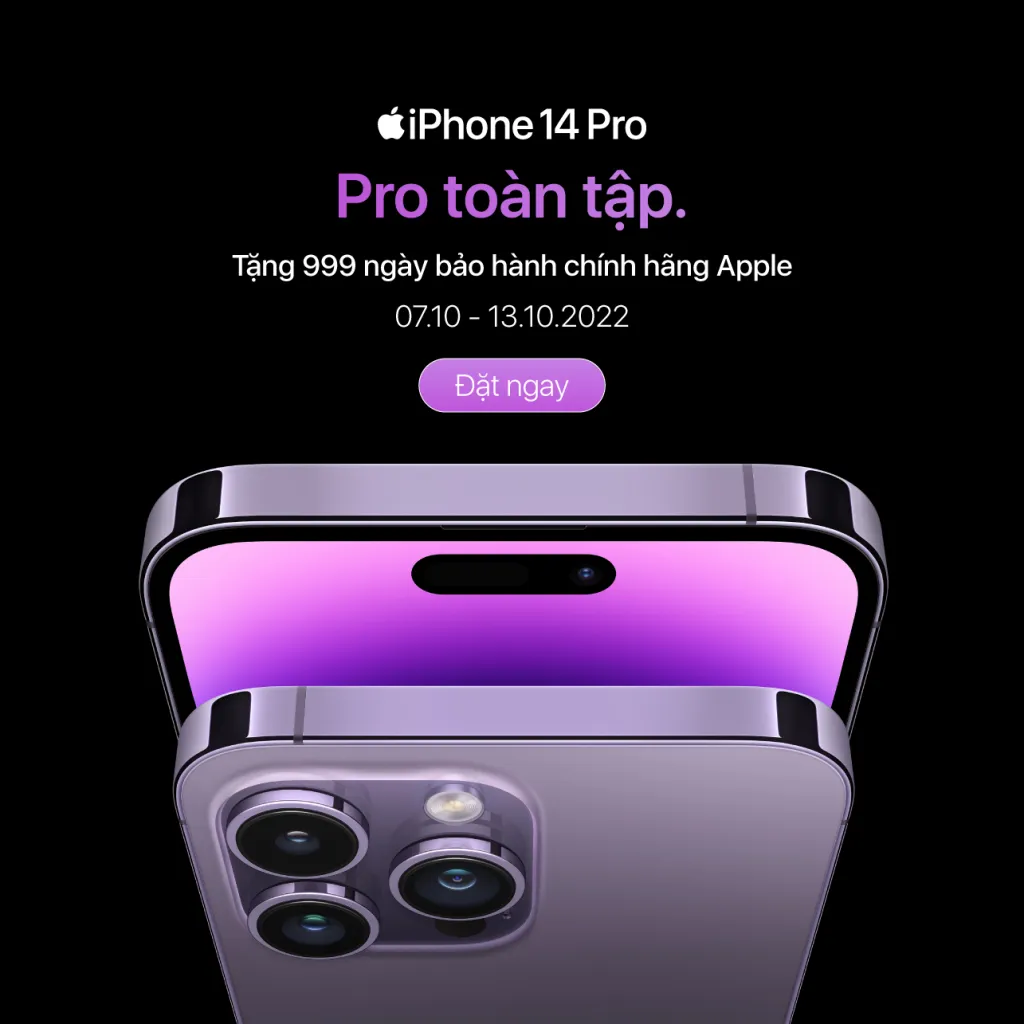 iPhone 14 Pro
Pro toàn tập.
Tặng 999 ngày bảo hành chính hãng Apple
07.10 - 13.10.2022
Đặt ngay